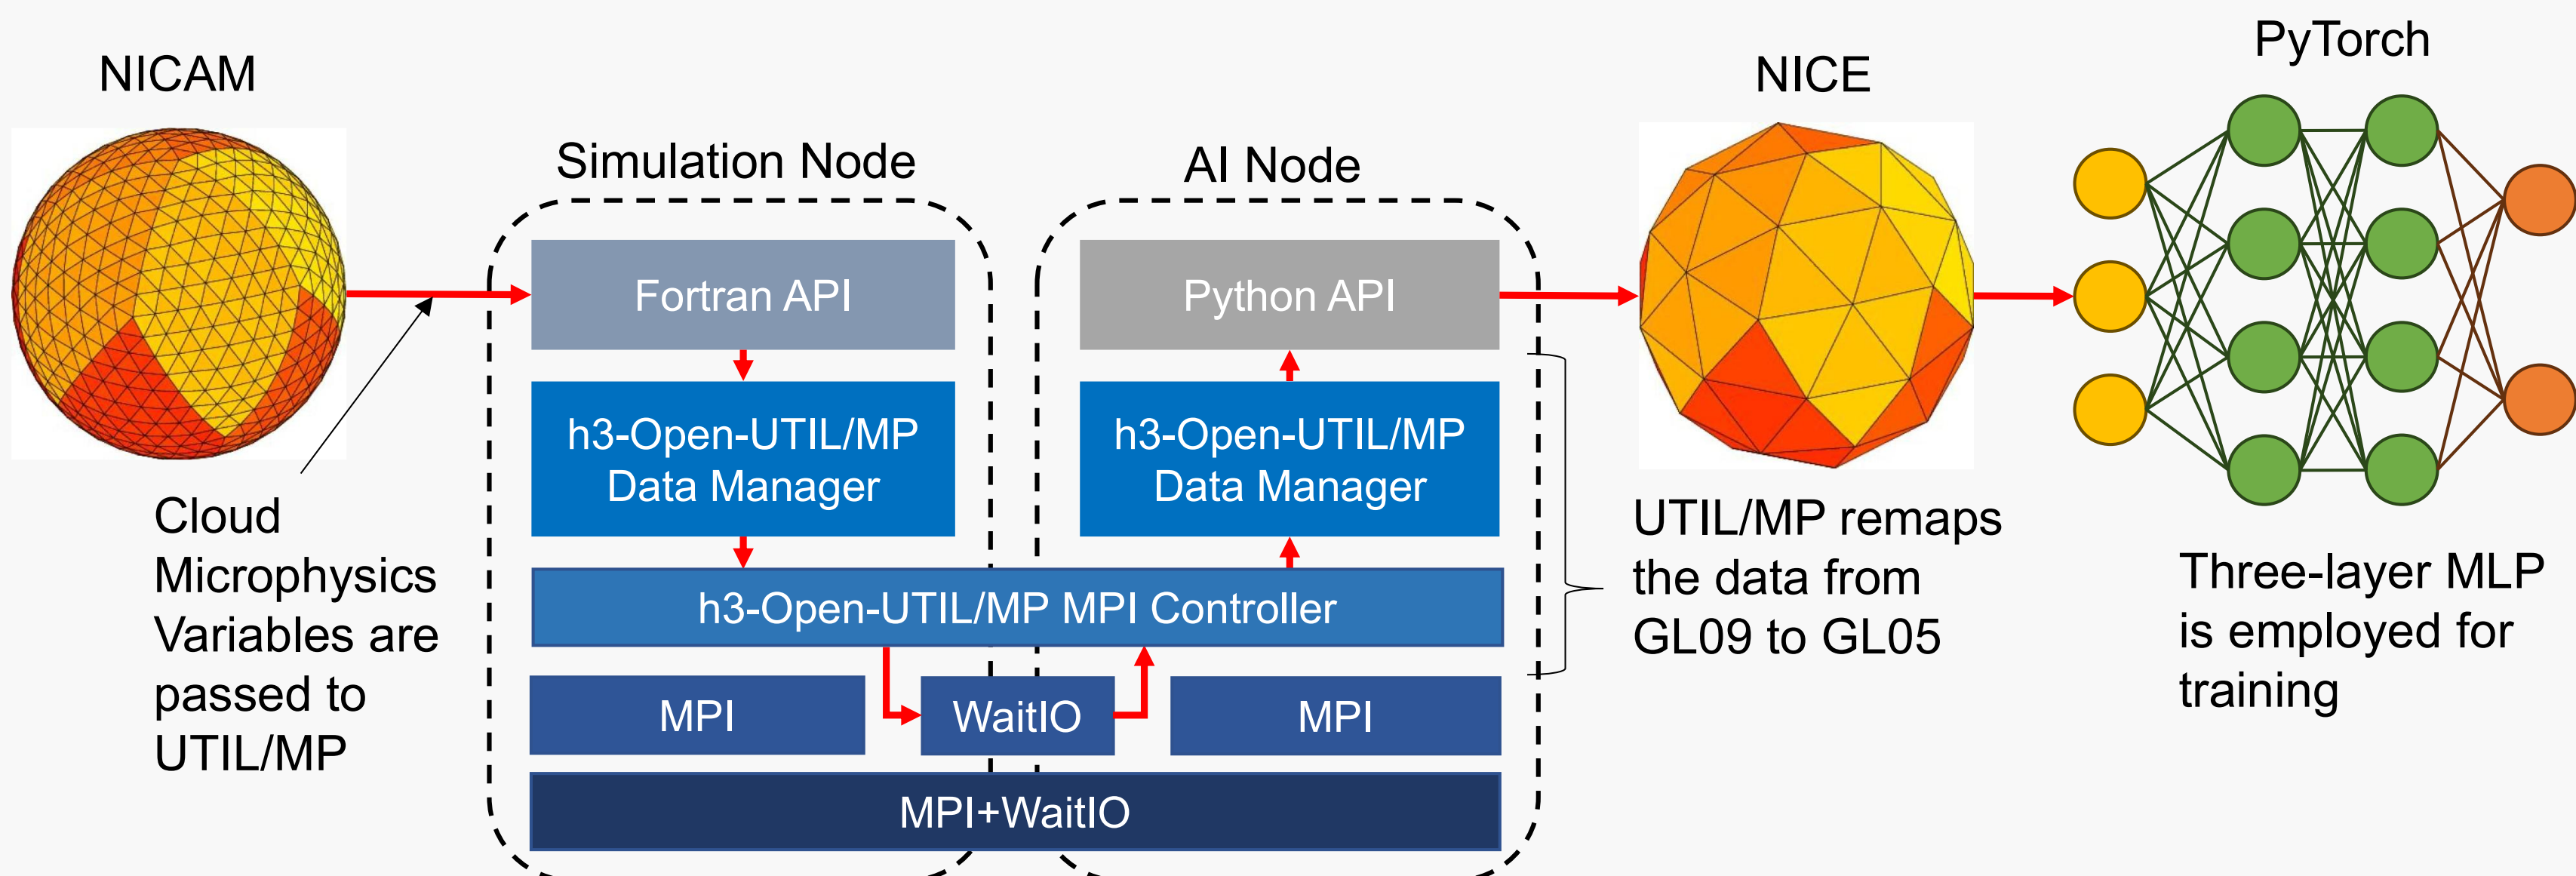 NICAM
Simulation Node
AI Node
NICE
PyTorch
Fortran API
Python API
h3-Open-UTIL/MP
Data Manager
h3-Open-UTIL/MP
Data Manager
h3-Open-UTIL/MP MPI Controller
MPI
WaitIO
MPI
MPI+WaitIO
Cloud
Microphysics
Variables are
passed to
UTIL/MP
UTIL/MP remaps
the data from
GL09 to GL05
Three-layer MLP
is employed for
training